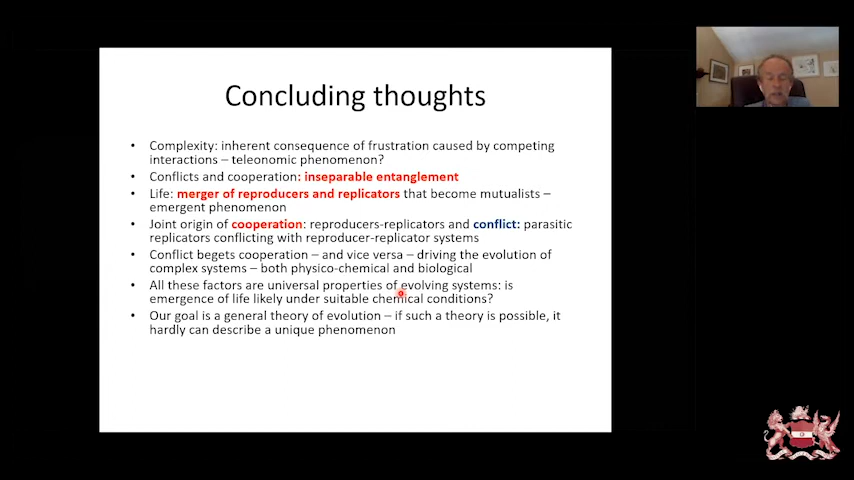 Concluding thoughts
• Complexity: inherent consequence of frustration caused by competing
interactions – teleonomic phenomenon?
• Conflicts and cooperation: inseparable entanglement
• Life: merger of reproducers and replicators that become mutualists –
emergent phenomenon
• Joint origin of cooperation: reproducers-replicators and conflict: parasitic
replicators conflicting with reproducer-replicator systems
• Conflict begets cooperation – and vice versa – driving the evolution of
complex systems – both physico-chemical and biological
• All these factors are universal properties of evolving systems: is
emergence of life likely under suitable chemical conditions?
• Our goal is a general theory of evolution – if such a theory is possible, it
hardly can describe a unique phenomenon